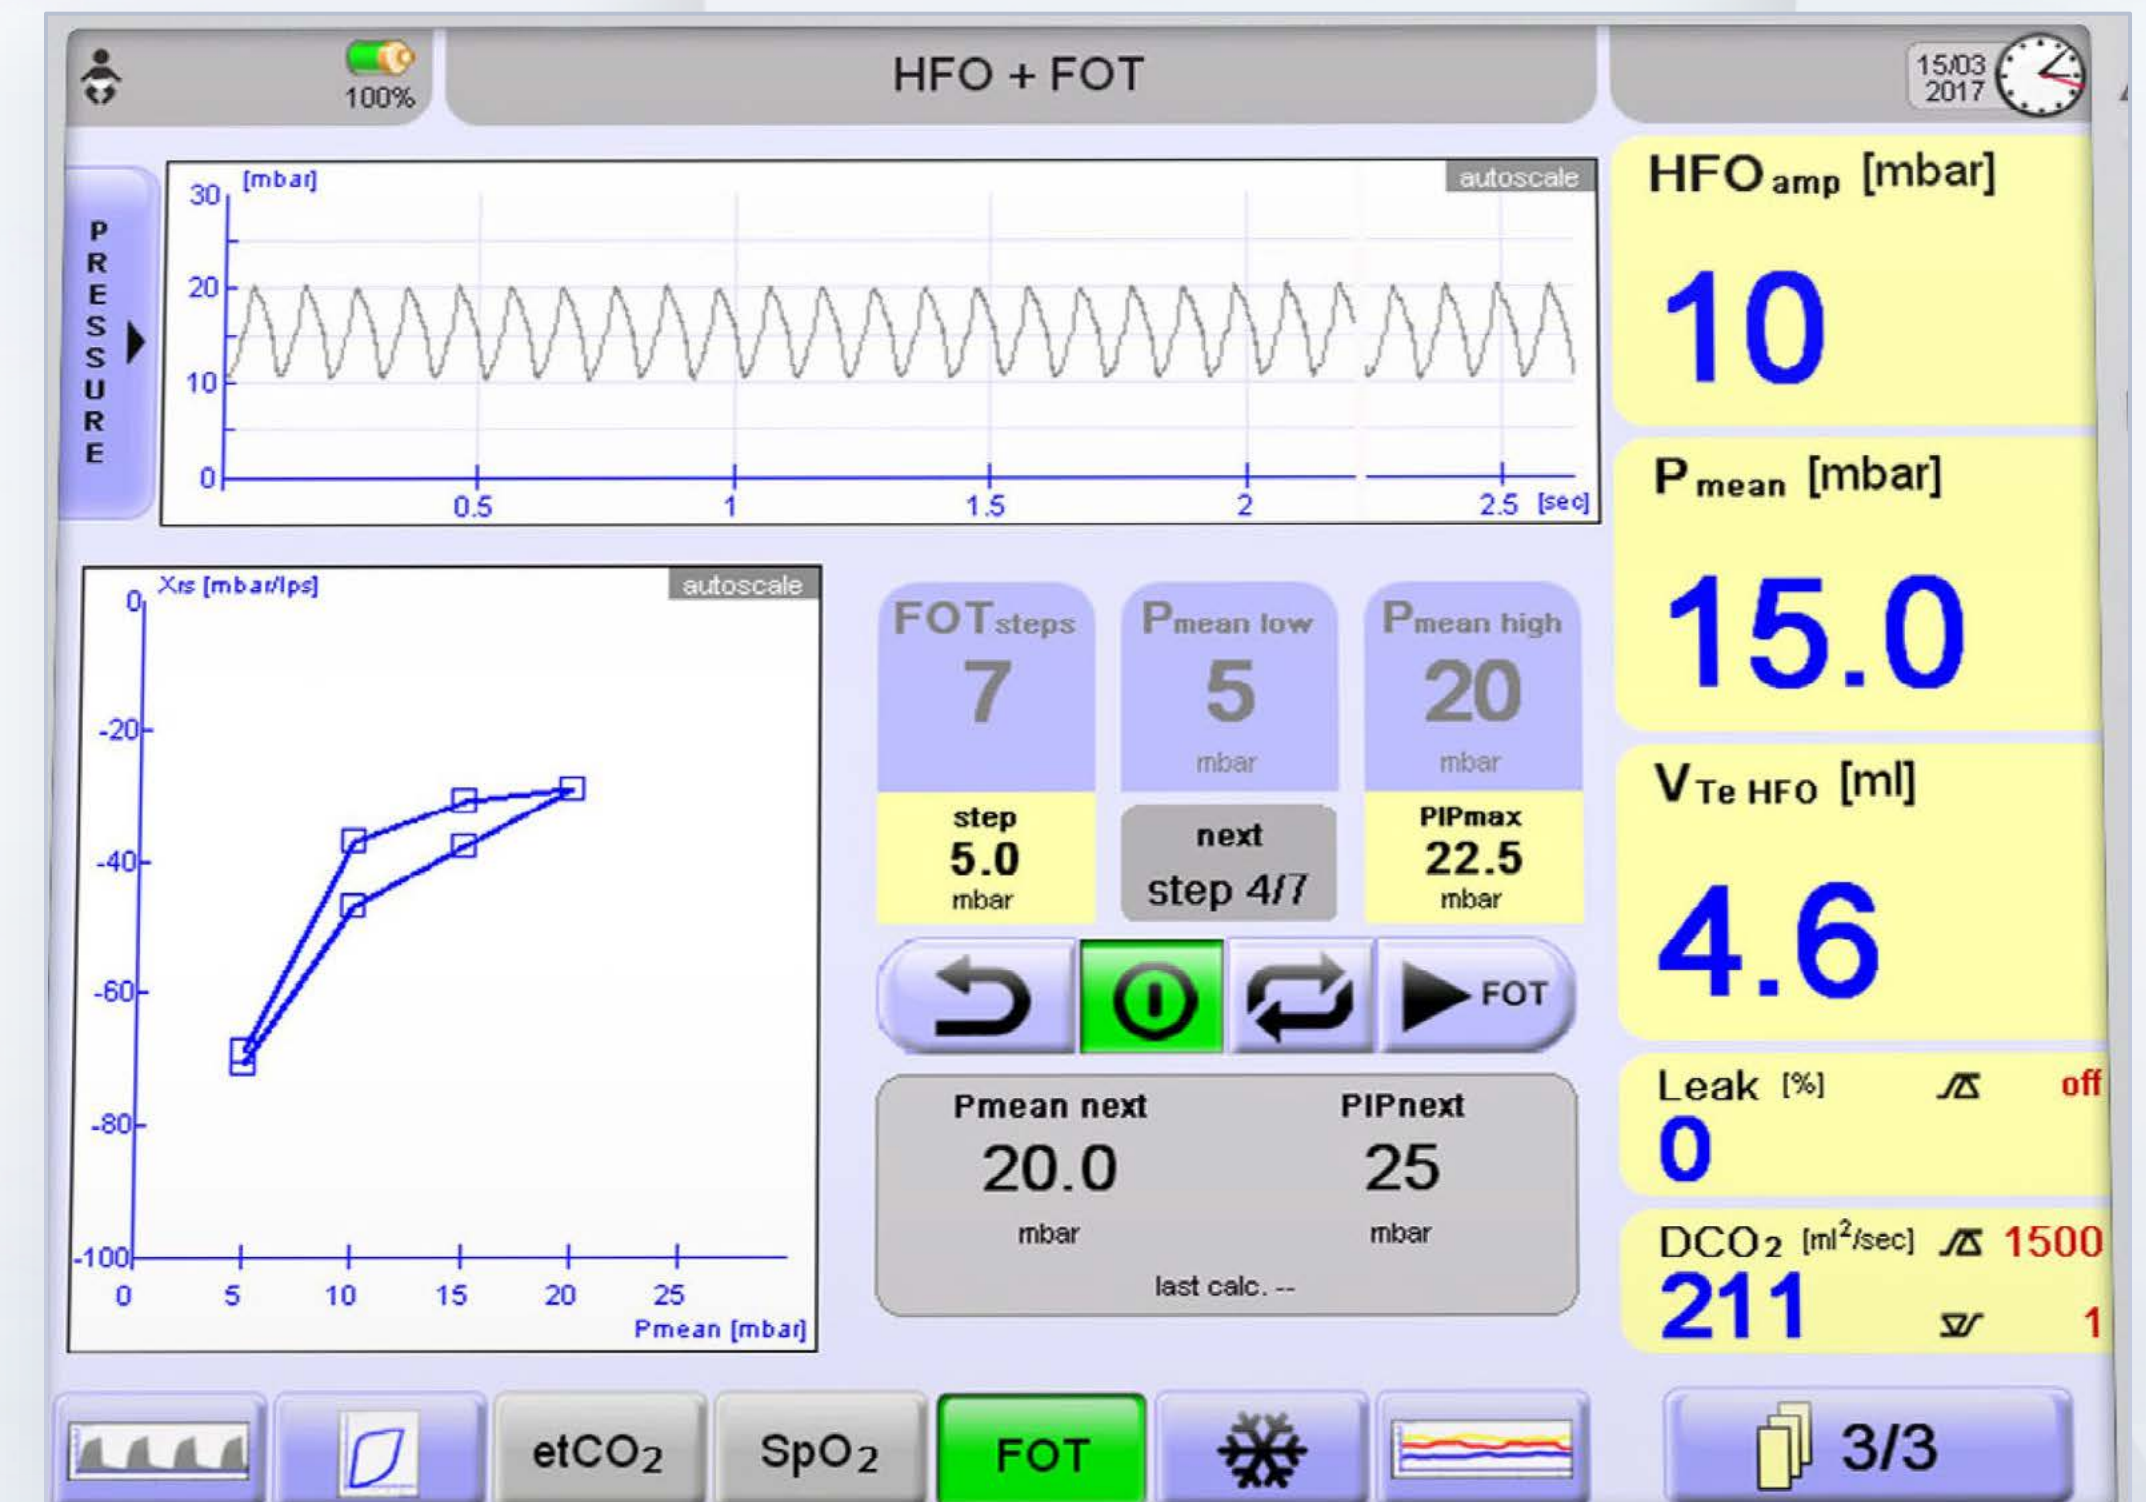 100%
HFO + FOT
15/03
2017
PRESSURE
[mbar]
autoscale
30
20
10
0
0.5 1 1.5 2 2.5 [sec]
Xrs [mbar/lps]
autoscale
0
-20
-40
-60
-80
-100
0 5 10 15 20 25
Pmean [mbar]
FOT steps
7
Pmean low
5
mbar
Pmean high
20
mbar
step
5.0
mbar
next
step 4/7
PIPmax
22.5
mbar
FOT
Pmean next
20.0
mbar
PIPnext
25
mbar
last calc. --
HFO amp [mbar]
10
P mean [mbar]
15.0
VTe HFO [ml]
4.6
Leak [%] off
0
DCO2 [ml²/sec] 1500
211
1
etCO2
SpO2
FOT
3/3